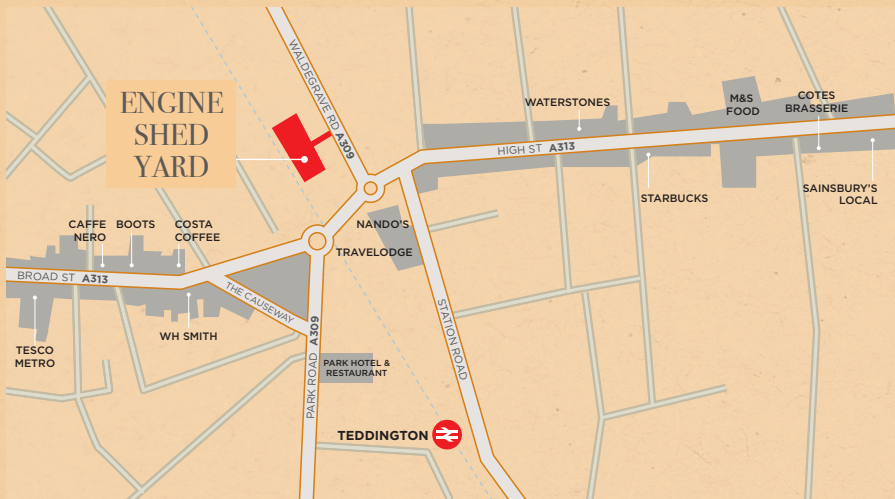 WALDEGRAVE RD A309
ENGINE
SHED
YARD
WATERSTONES
M&S
FOOD
COTES
BRASSERIE
HIGH ST A313
STARBUCKS
SAINSBURY'S
LOCAL
CAFFE
NERO
BOOTS
COSTA
COFFEE
NANDO'S
TRAVELODGE
BROAD ST A313
THE CAUSEWAY
WH SMITH
TESCO
METRO
PARK ROAD A309
STATION ROAD
PARK HOTEL &
RESTAURANT
TEDDINGTON